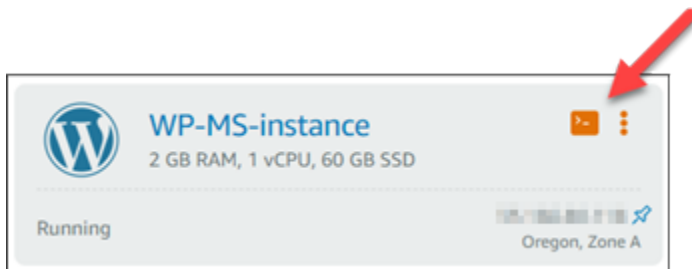 WP-MS-instance
2 GB RAM, 1 vCPU, 60 GB SSD
Running
Oregon, Zone A